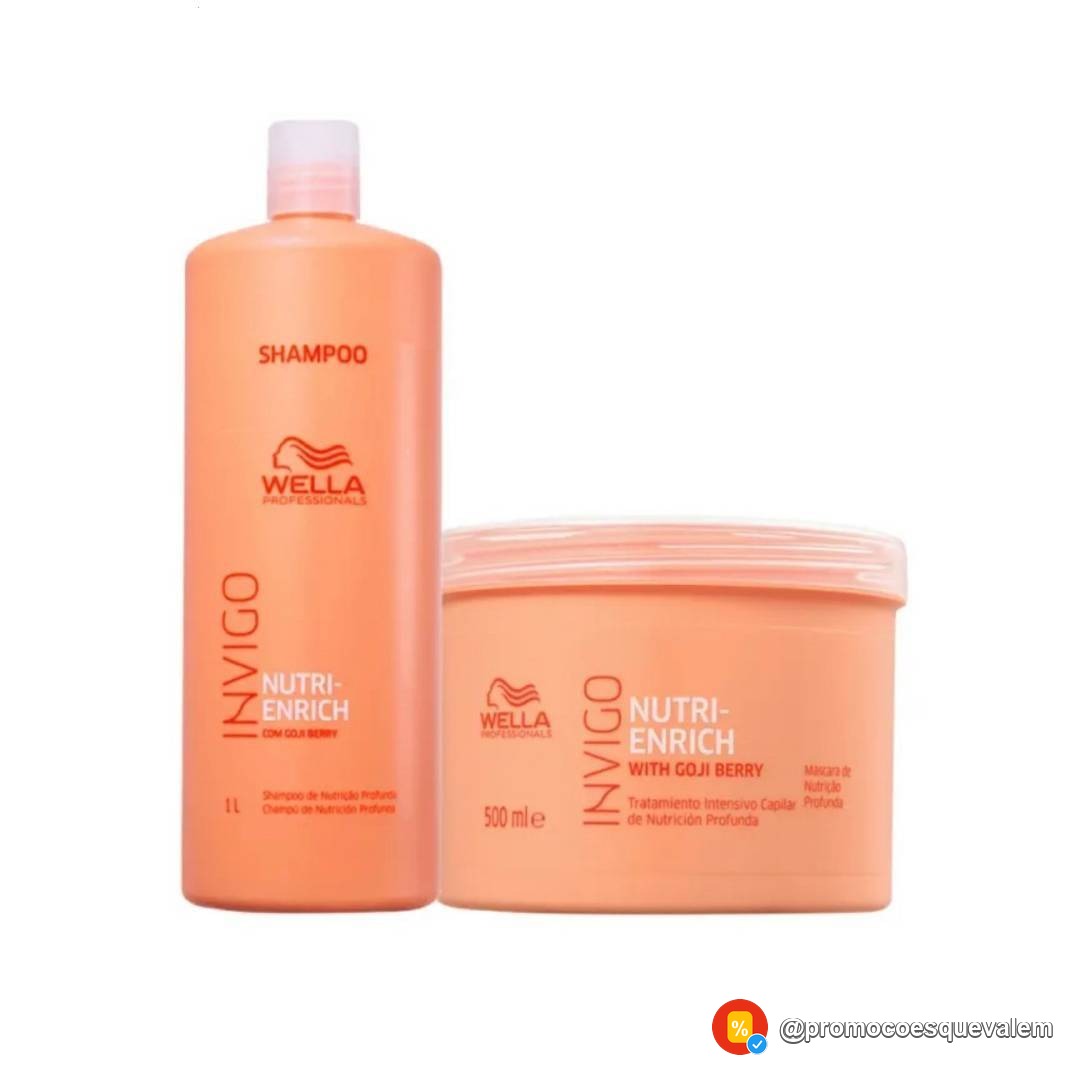 SHAMPOO
WELLA
PROFESSIONALS
INVIGO
NUTRI-
ENRICH
COM GOJI BERRY
1 L
Shampoo de Nutrição Profunda
Champú de Nutrición Profunda
WELLA
PROFESSIONALS
500 ml e
INVIGO
NUTRI-
ENRICH
WITH GOJI BERRY
Tratamiento Intensivo Capilar
de Nutrición Profunda
Máscara de
Nutrição
Profunda
%
@promocoesquevalem